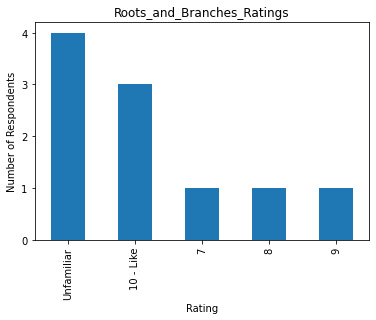 Roots_and_Branches_Ratings
Number of Respondents
4
3
2
1
0
Unfamiliar
10 - Like
7
8
9
Rating